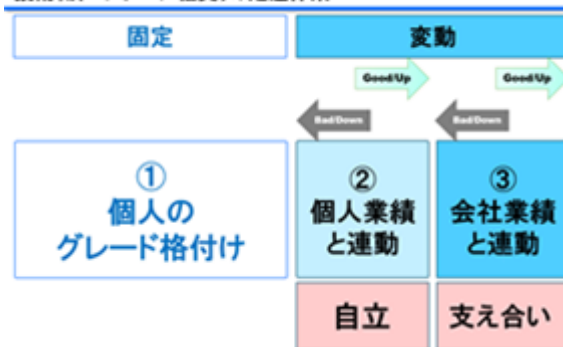 固定
変動
Good/Up
Good/Up
Bad/Down
Bad/Down
①
個人の
グレード格付け
②
個人業績
と連動
③
会社業績
と連動
自立
支え合い